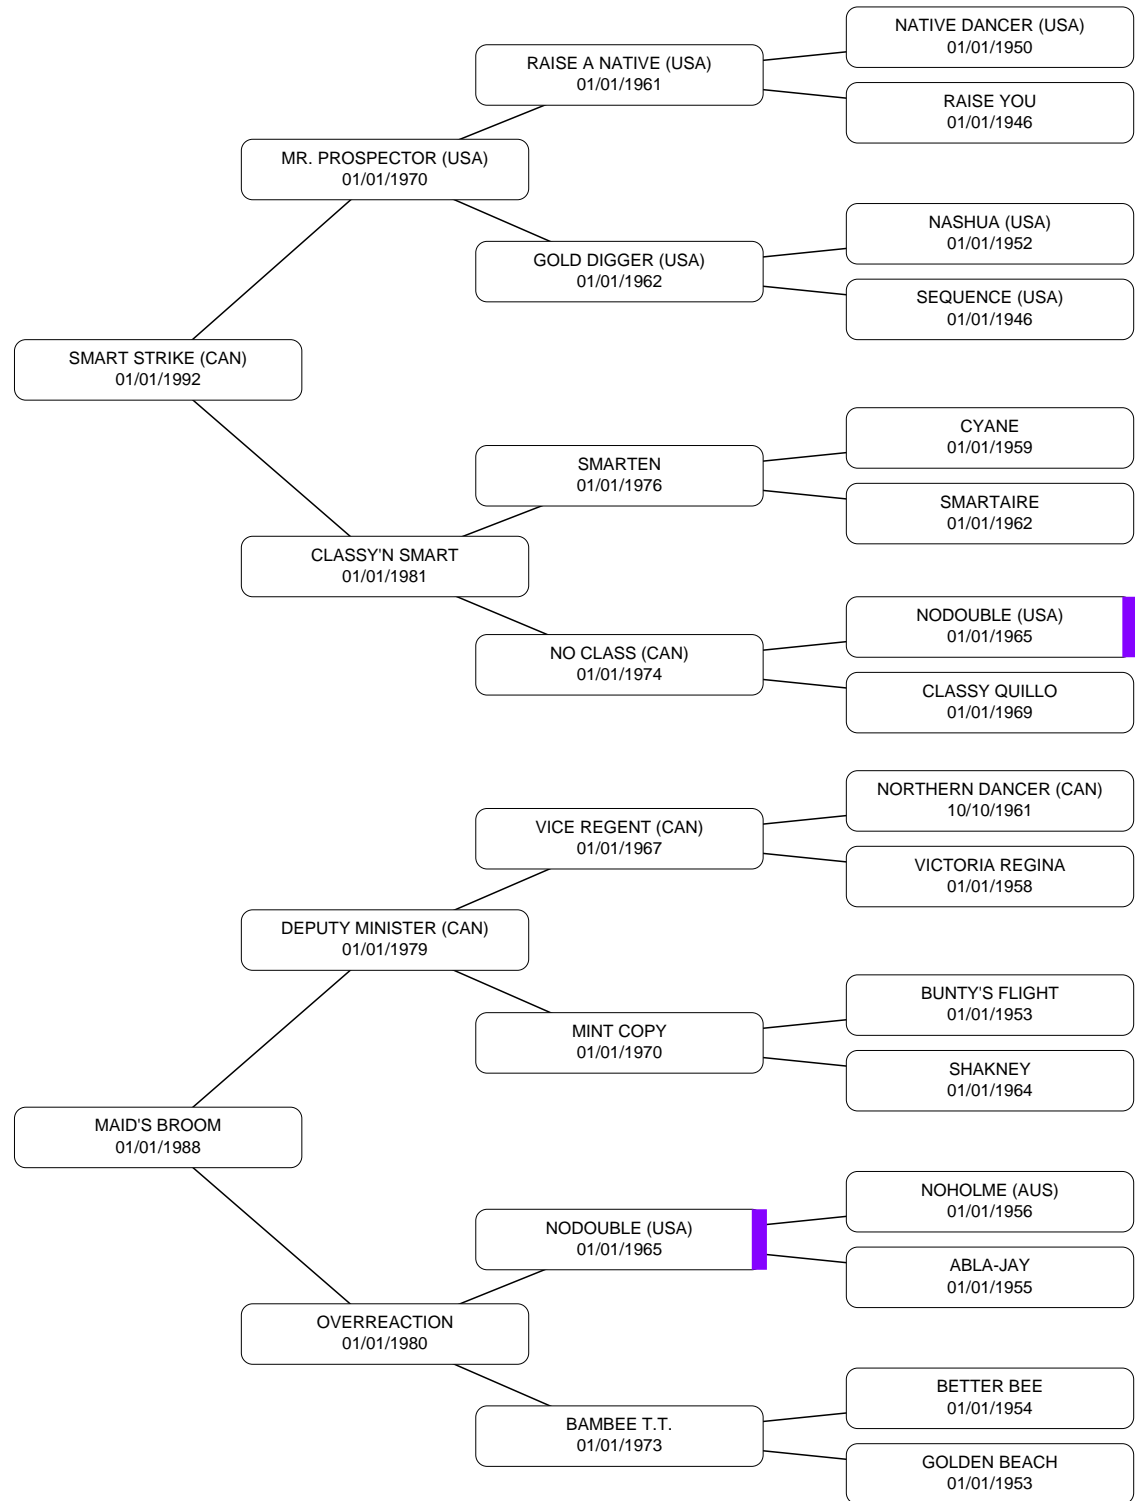 NATIVE DANCER (USA)
01/01/1950
RAISE A NATIVE (USA)
01/01/1961
RAISE YOU
01/01/1946
MR. PROSPECTOR (USA)
01/01/1970
NASHUA (USA)
01/01/1952
GOLD DIGGER (USA)
01/01/1962
SEQUENCE (USA)
01/01/1946
SMART STRIKE (CAN)
01/01/1992
CYANE
01/01/1959
SMARTEN
01/01/1976
SMARTAIRE
01/01/1962
CLASSY'N SMART
01/01/1981
NODOUBLE (USA)
01/01/1965
NO CLASS (CAN)
01/01/1974
CLASSY QUILLO
01/01/1969
NORTHERN DANCER (CAN)
10/10/1961
VICE REGENT (CAN)
01/01/1967
VICTORIA REGINA
01/01/1958
DEPUTY MINISTER (CAN)
01/01/1979
BUNTY'S FLIGHT
01/01/1953
MINT COPY
01/01/1970
SHAKNEY
01/01/1964
MAID'S BROOM
01/01/1988
NOHOLME (AUS)
01/01/1956
NODOUBLE (USA)
01/01/1965
ABLA-JAY
01/01/1955
OVERREACTION
01/01/1980
BETTER BEE
01/01/1954
BAMBEE T.T.
01/01/1973
GOLDEN BEACH
01/01/1953